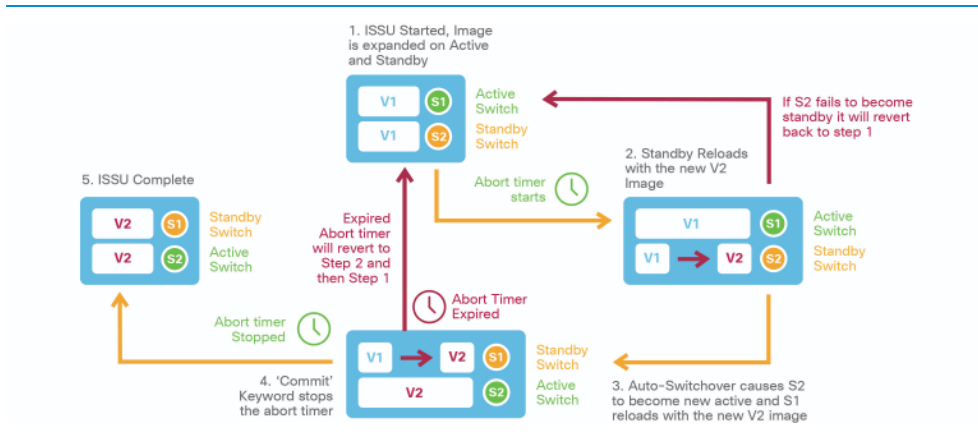 1. ISSU Started, Image
is expanded on Active
and Standby
V1
S1
Active
Switch
V1
S2
Standby
Switch
If S2 fails to become
standby it will revert
back to step 1
Abort timer
starts
2. Standby Reloads
with the new V2
Image
V1
S1
Active
Switch
V1
V2
S2
Standby
Switch
5. ISSU Complete
V2
S1
Standby
Switch
V2
S2
Active
Switch
Expired
Abort timer
will revert to
Step 2 and
then Step 1
Abort Timer
Expired
Abort timer
Stopped
V1
V2
S1
Standby
Switch
V2
S2
Active
Switch
4. ‘Commit’
Keyword stops
the abort timer
3. Auto-Switchover causes S2
to become new active and S1
reloads with the new V2 image